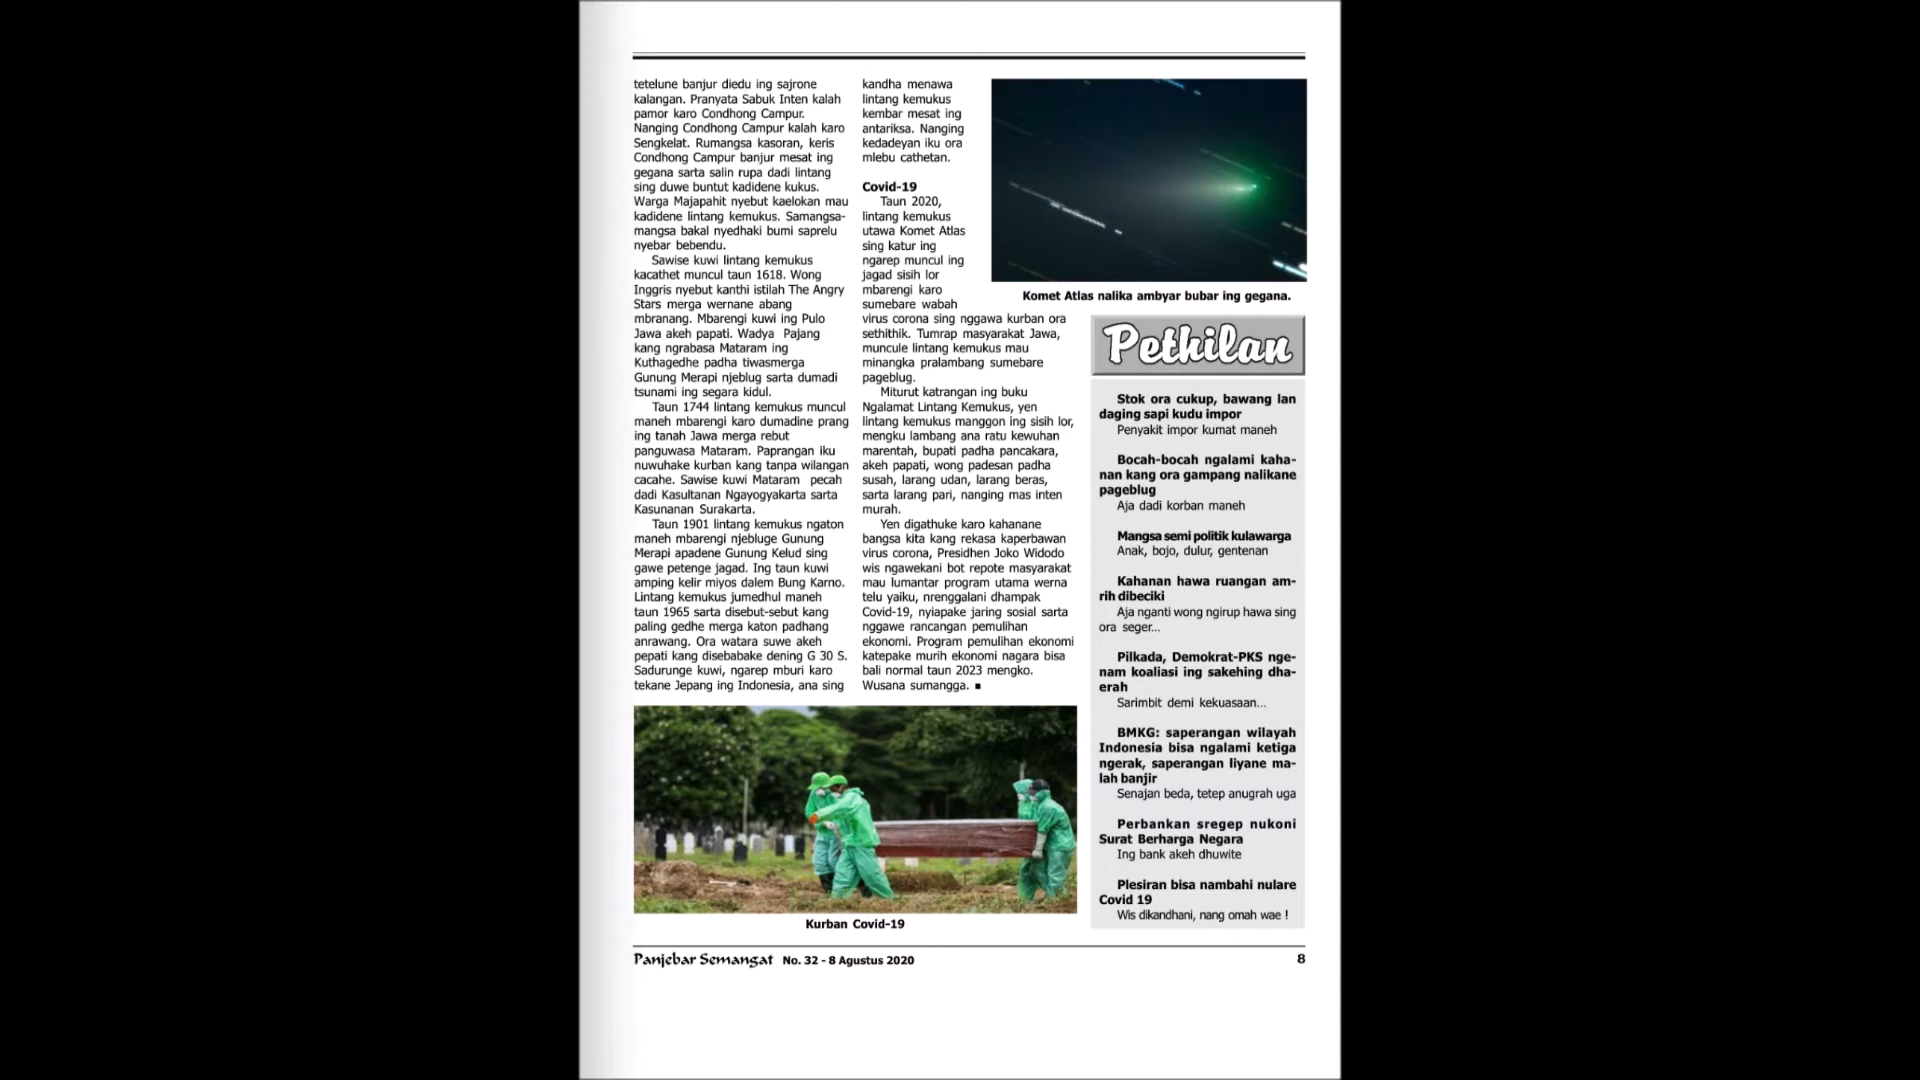 tetelune banjur diedu ing sajrone
kalangan. Pranyata Sabuk Inten kalah
pamor karo Condhong Campur.
Nanging Condhong Campur kalah karo
Sengkelat. Rumangsa kasoran, keris
Condhong Campur banjur mesat ing
gegana sarta salin rupa dadi lintang
sing duwe buntut kadidene kukus.
Warga Majapahit nyebut kaelokan mau
kadidene lintang kemukus. Samangsa-
mangsa bakal nyedhaki bumi saprelu
nyebar bebendu.
Sawise kuwi lintang kemukus
kacathet muncul taun 1618. Wong
Inggris nyebut kanthi istilah The Angry
Stars merga wernane abang
mbranang. Mbarengi kuwi ing Pulo
Jawa akeh papati. Wadya Pajang
kang ngrabasa Mataram ing
Kuthagedhe padha tiwasmerga
Gunung Merapi njeblug sarta dumadi
tsunami ing segara kidul.
Taun 1744 lintang kemukus muncul
maneh mbarengi karo dumadine prang
ing tanah Jawa merga rebut
panguwasa Mataram. Paprangan iku
nuwuhake kurban kang tanpa wilangan
cacahe. Sawise kuwi Mataram pecah
dadi Kasultanan Ngayogyakarta sarta
Kasunanan Surakarta.
Taun 1901 lintang kemukus ngaton
maneh mbarengi njebluge Gunung
Merapi apadene Gunung Kelud sing
gawe petenge jagad. Ing taun kuwi
amping kelir miyos dalem Bung Karno.
Lintang kemukus jumedhul maneh
taun 1965 sarta disebut-sebut kang
paling gedhe merga katon padhang
anrawang. Ora watara suwe akeh
pepati kang disebabake dening G 30 S.
Sadurunge kuwi, ngarep mburi karo
tekane Jepang ing Indonesia, ana sing
kandha menawa
lintang kemukus
kembar mesat ing
antariksa. Nanging
kedadeyan iku ora
mlebu cathetan.
Covid-19
Taun 2020,
lintang kemukus
utawa Komet Atlas
sing katur ing
ngarep muncul ing
jagad sisih lor
mbarengi karo
sumebare wabah
virus corona sing nggawa kurban ora
sethithik. Tumrap masyarakat Jawa,
muncule lintang kemukus mau
minangka pralambang sumebare
pageblug.
Miturut katrangan ing buku
Ngalamat Lintang Kemukus, yen
lintang kemukus manggon ing sisih lor,
mengku lambang ana ratu kewuhan
marentah, bupati padha pancakara,
akeh papati, wong padesan padha
susah, larang udan, larang beras,
sarta larang pari, nanging mas inten
murah.
Yen digathuke karo kahanane
bangsa kita kang rekasa kaperbawan
virus corona, Presidhen Joko Widodo
wis ngawekani bot repote masyarakat
mau lumantar program utama werna
telu yaiku, nrenggalani dhampak
Covid-19, nyiapake jaring sosial sarta
nggawe rancangan pemulihan
ekonomi. Program pemulihan ekonomi
katepake murih ekonomi nagara bisa
bali normal taun 2023 mengko.
Wusana sumangga. ■
Komet Atlas nalika ambyar bubar ing gegana.
Kurban Covid-19
Pethilan
Stok ora cukup, bawang lan
daging sapi kudu impor
Penyakit impor kumat maneh
Bocah-bocah ngalami kaha-
nan kang ora gampang nalikane
pageblug
Aja dadi korban maneh
Mangsa semi politik kulawarga
Anak, bojo, dulur, gentenan
Kahanan hawa ruangan am-
rih dibeciki
Aja nganti wong ngirup hawa sing
ora seger...
Pilkada, Demokrat-PKS nge-
nam koaliasi ing sakehing dha-
erah
Sarimbit demi kekuasaan...
BMKG: saperangan wilayah
Indonesia bisa ngalami ketiga
ngerak, saperangan liyane ma-
lah banjir
Senajan beda, tetep anugrah uga
Perbankan sregep nukoni
Surat Berharga Negara
Ing bank akeh dhuwite
Plesiran bisa nambahi nulare
Covid 19
Wis dikandhani, nang omah wae !
Panjebar Semangat No. 32 - 8 Agustus 2020
8